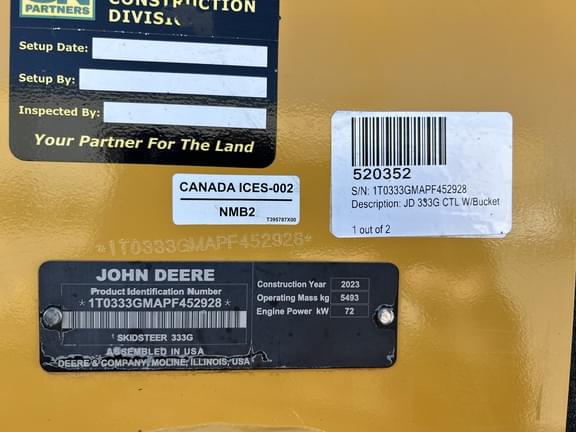 PARTNERS
CONSTRUCTION
DIVISION
Setup Date:
Setup By:
Inspected By:
Your Partner For The Land
CANADA ICES-002
NMB2
T395787X00
520352
S/N: 1T0333GMAPF452928
Description: JD 333G CTL W/Bucket
1 out of 2
*1T0333GMAPF452928*
JOHN DEERE
Product Identification Number
*1T0333GMAPF452928*
SKIDSTEER 333G
ASSEMBLED IN USA
DEERE & COMPANY, MOLINE, ILLINOIS, USA
Construction Year 2023
Operating Mass kg 5493
Engine Power kW 72